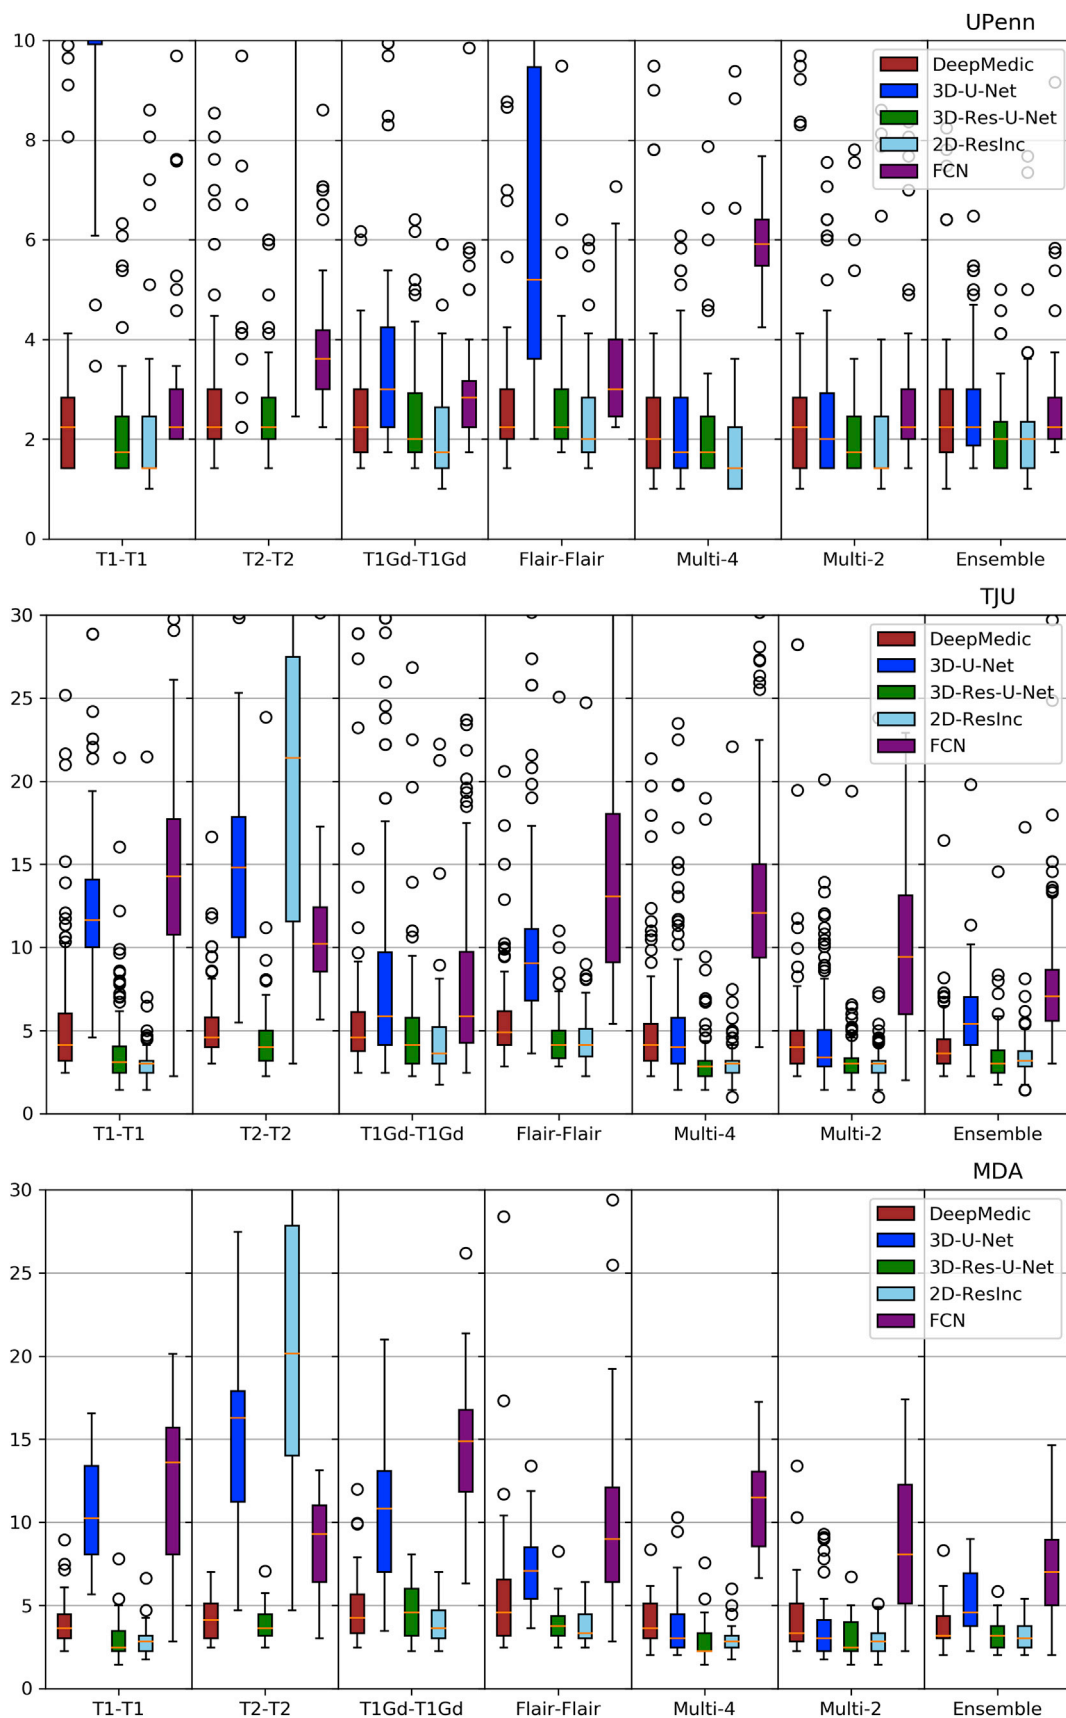 UPenn
10
8
6
4
2
0
DeepMedic
3D-U-Net
3D-Res-U-Net
2D-ResInc
FCN
T1-T1 T2-T2 T1Gd-T1Gd Flair-Flair Multi-4 Multi-2 Ensemble
TJU
30
25
20
15
10
5
0
DeepMedic
3D-U-Net
3D-Res-U-Net
2D-ResInc
FCN
T1-T1 T2-T2 T1Gd-T1Gd Flair-Flair Multi-4 Multi-2 Ensemble
MDA
30
25
20
15
10
5
0
DeepMedic
3D-U-Net
3D-Res-U-Net
2D-ResInc
FCN
T1-T1 T2-T2 T1Gd-T1Gd Flair-Flair Multi-4 Multi-2 Ensemble